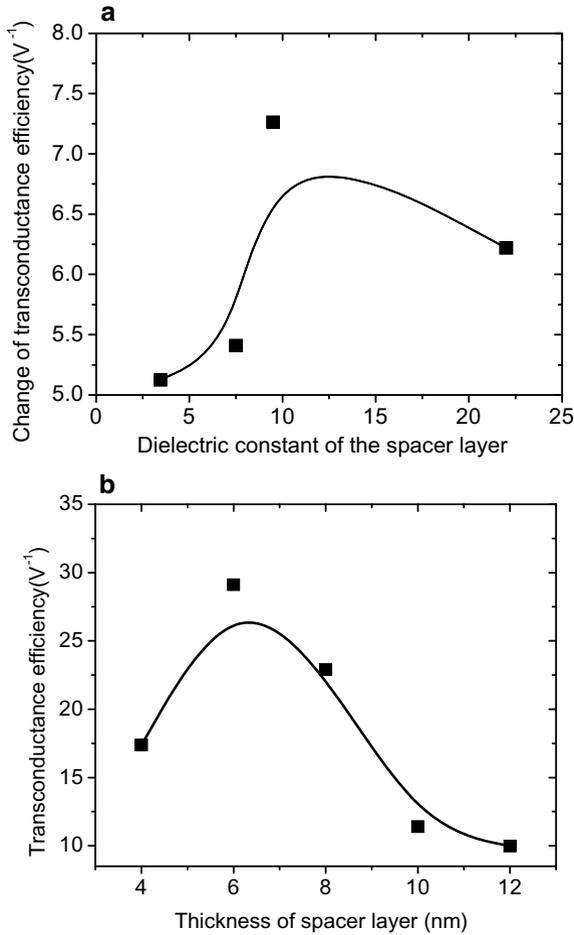 a
Change of transconductance efficiency(V⁻¹)
8.0
7.5
7.0
6.5
6.0
5.5
5.0
0 5 10 15 20 25
Dielectric constant of the spacer layer
b
Transconductance efficiency(V⁻¹)
35
30
25
20
15
10
4 6 8 10 12
Thickness of spacer layer (nm)